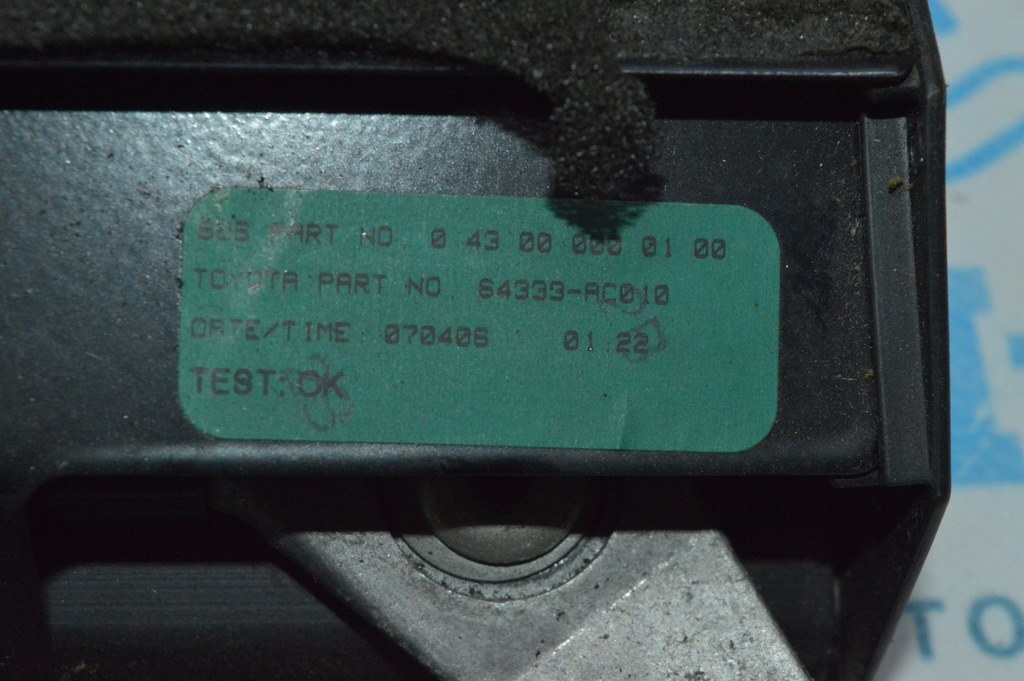 BOS PART NO 0 43 00 000 01 00
TOYOTA PART NO 64333-AC010
DATE/TIME: 070406 01:22
TEST: OK
TO